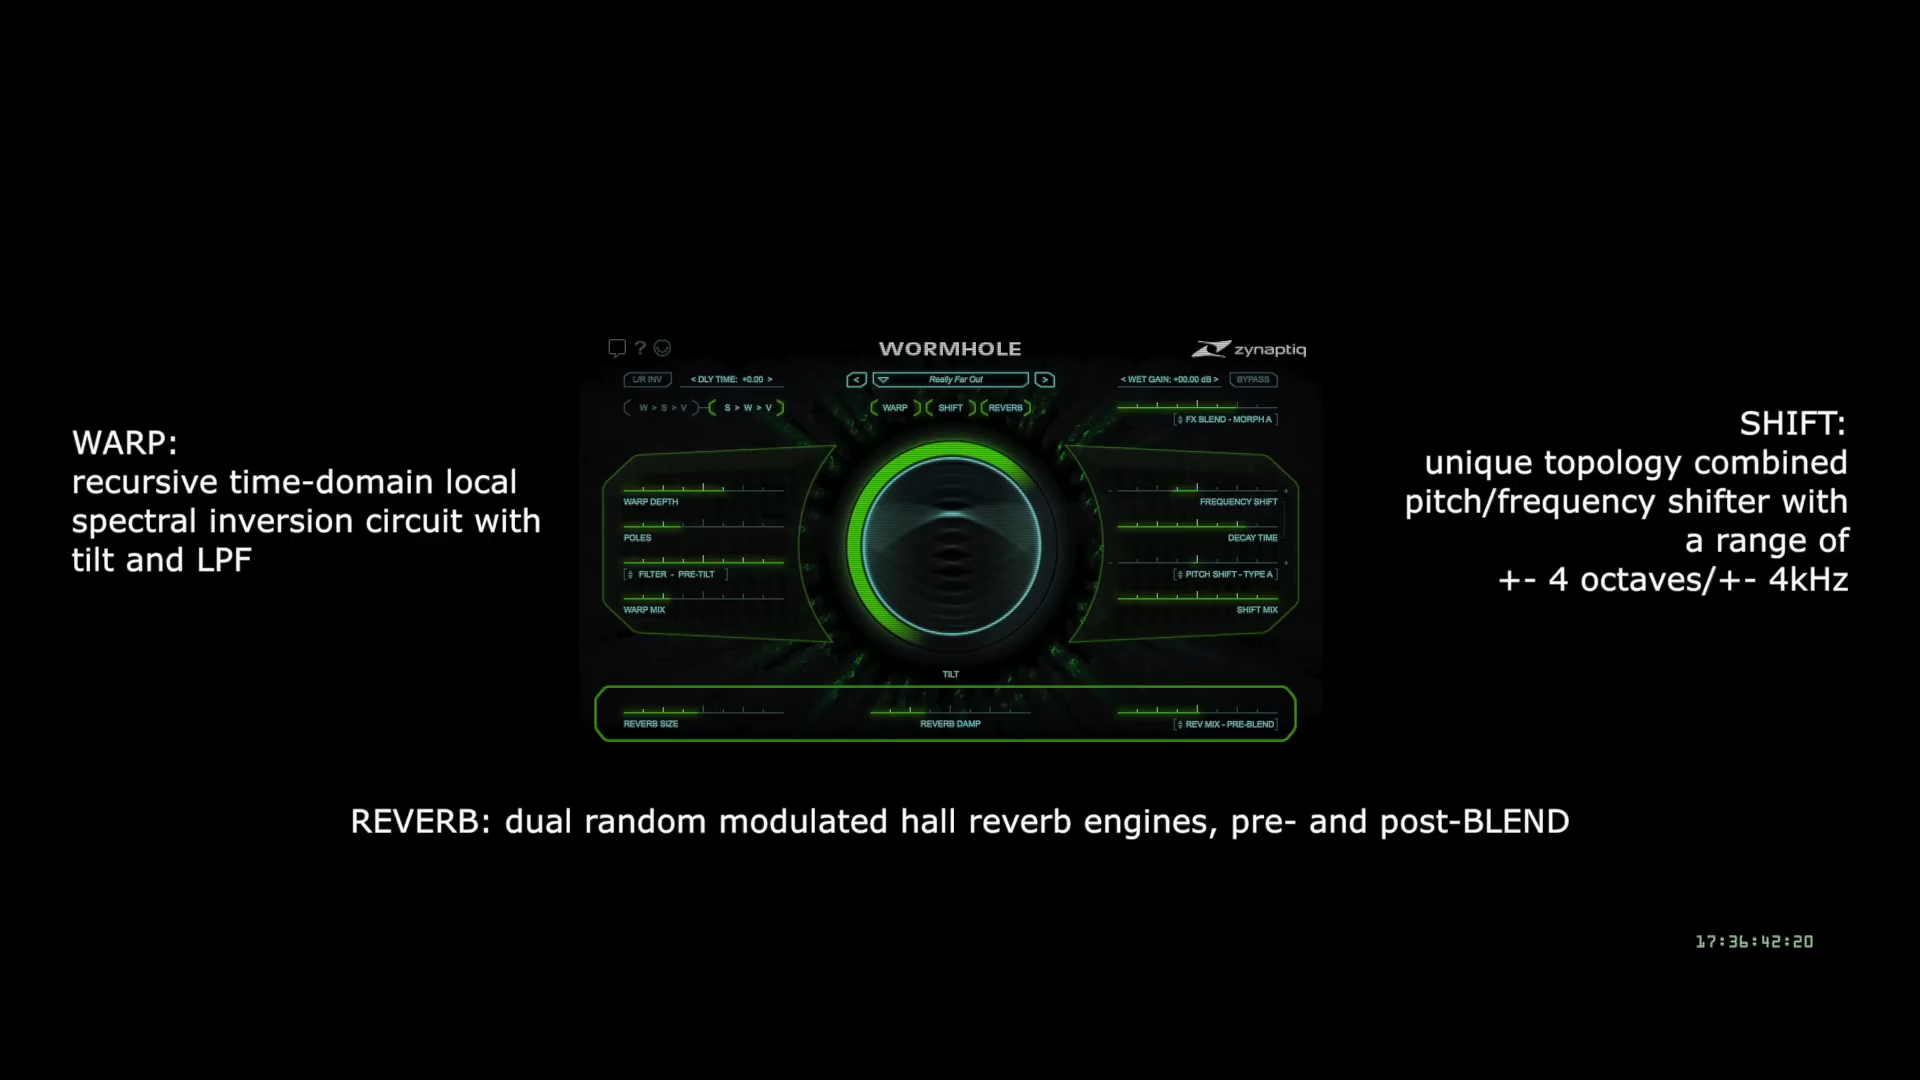 ?
WORMHOLE
zynaptiq
L/R INV
< DLY TIME: +0.00 >
<
Really Far Out
>
< WET GAIN: +00.00 dB >
BYPASS
W > S > V
S > W > V
WARP
SHIFT
REVERB
FX BLEND - MORPH A
WARP:
recursive time-domain local
spectral inversion circuit with
tilt and LPF
WARP DEPTH
POLES
FILTER - PRE-TILT
WARP MIX
FREQUENCY SHIFT
DECAY TIME
PITCH SHIFT - TYPE A
SHIFT MIX
SHIFT:
unique topology combined
pitch/frequency shifter with
a range of
+- 4 octaves/+- 4kHz
TILT
REVERB SIZE
REVERB DAMP
REV MIX - PRE-BLEND
REVERB: dual random modulated hall reverb engines, pre- and post-BLEND
17:36:42:20